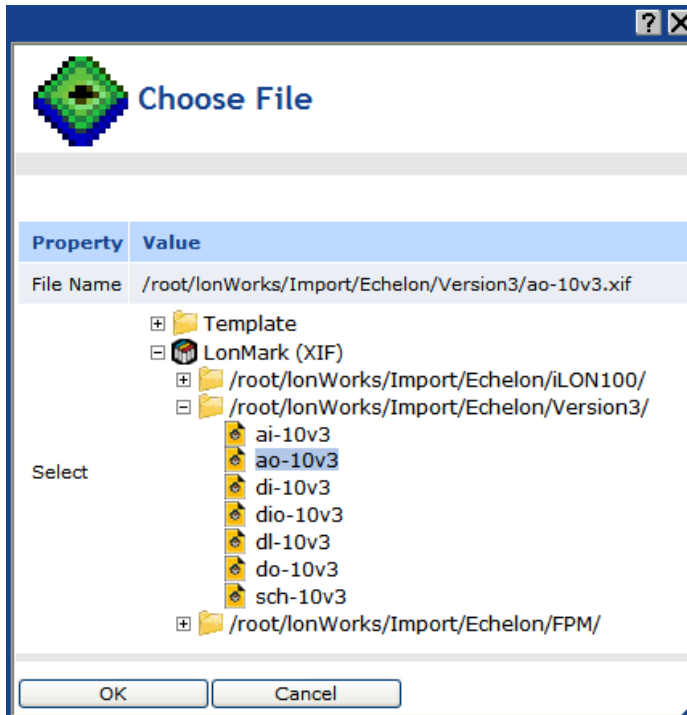 Choose File
Property Value
File Name /root/lonWorks/Import/Echelon/Version3/ao-10v3.xif
Template
LonMark (XIF)
/root/lonWorks/Import/Echelon/iLON100/
/root/lonWorks/Import/Echelon/Version3/
ai-10v3
ao-10v3
Select
di-10v3
dio-10v3
dl-10v3
do-10v3
sch-10v3
/root/lonWorks/Import/Echelon/FPM/
OK Cancel